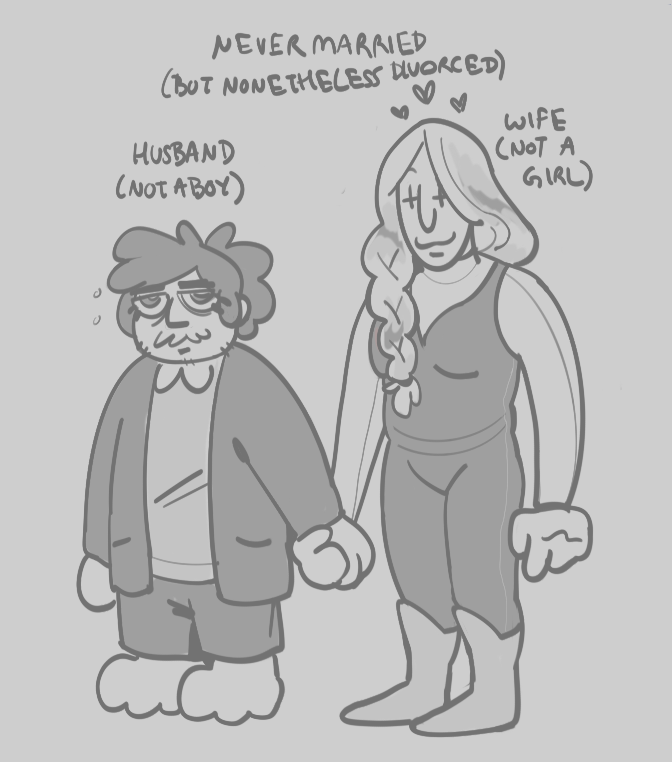 NEVER MARRIED
(BUT NONETHELESS DIVORCED)
HUSBAND
(NOT A BOY)
WIFE
(NOT A
GIRL)